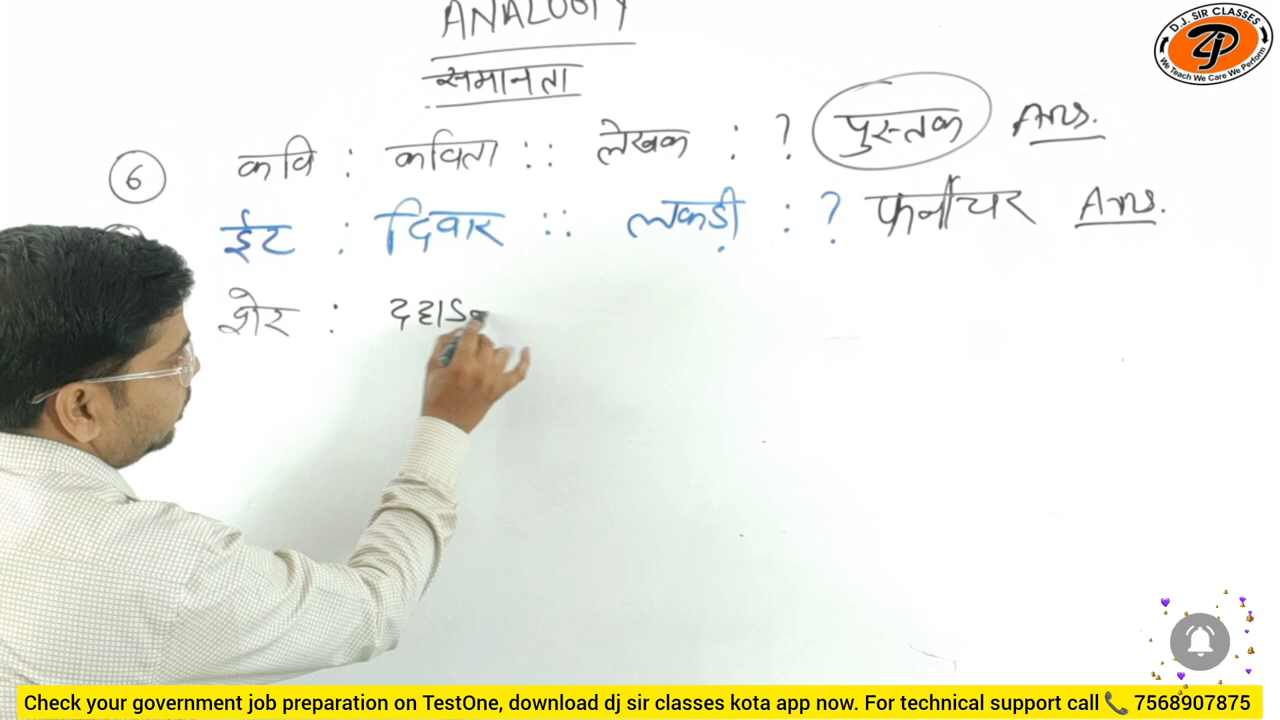 ANALOGY
समानता
D.J. SIR CLASSES
We Teach We Care We Perform
6 कवि : कविता :: लेखक : ? पुस्तक Ans.
ईट : दिवार :: लकड़ी : ? फर्नीचर Ans.
शेर : दहाड
Check your government job preparation on TestOne, download dj sir classes kota app now. For technical support call 📞 7568907875